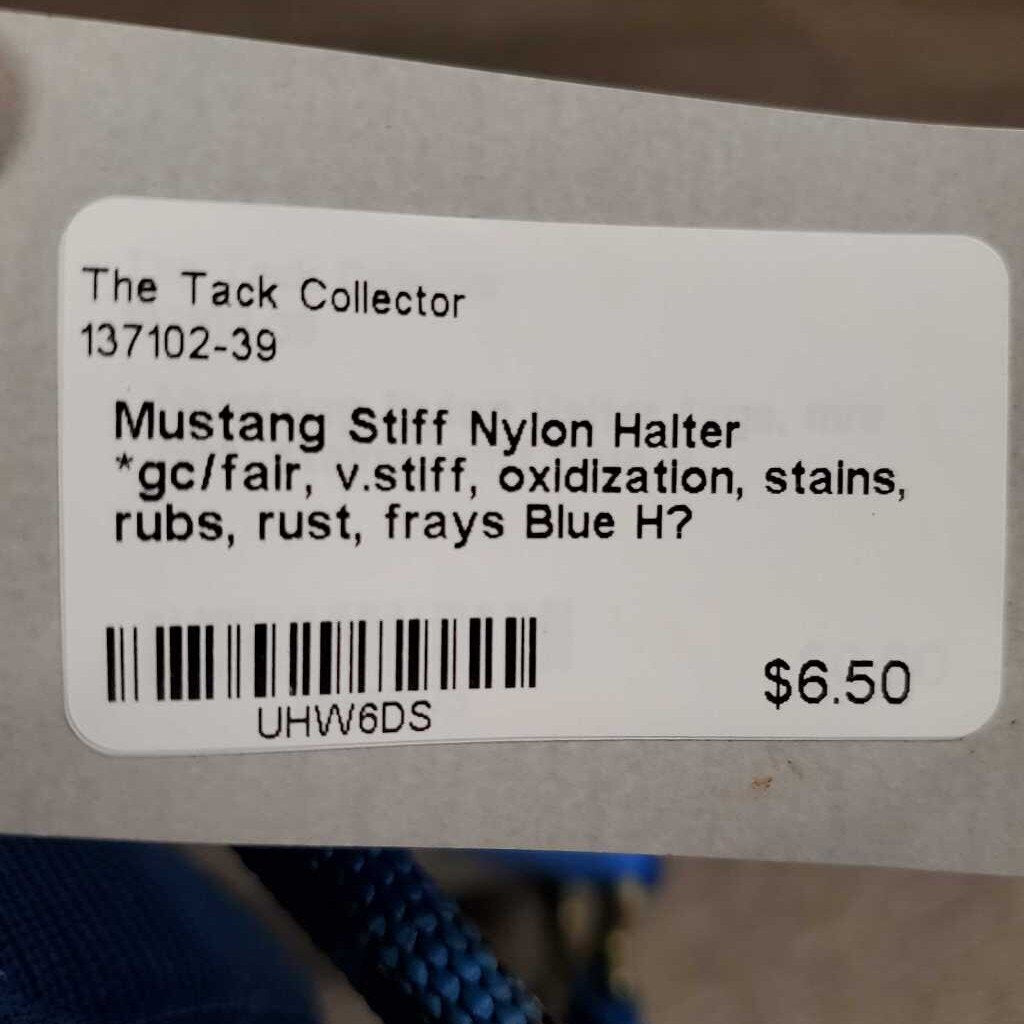 The Tack Collector
137102-39
Mustang Stiff Nylon Halter
*gc/fair, v.stiff, oxidization, stains,
rubs, rust, frays Blue H?
UHW6DS
$6.50